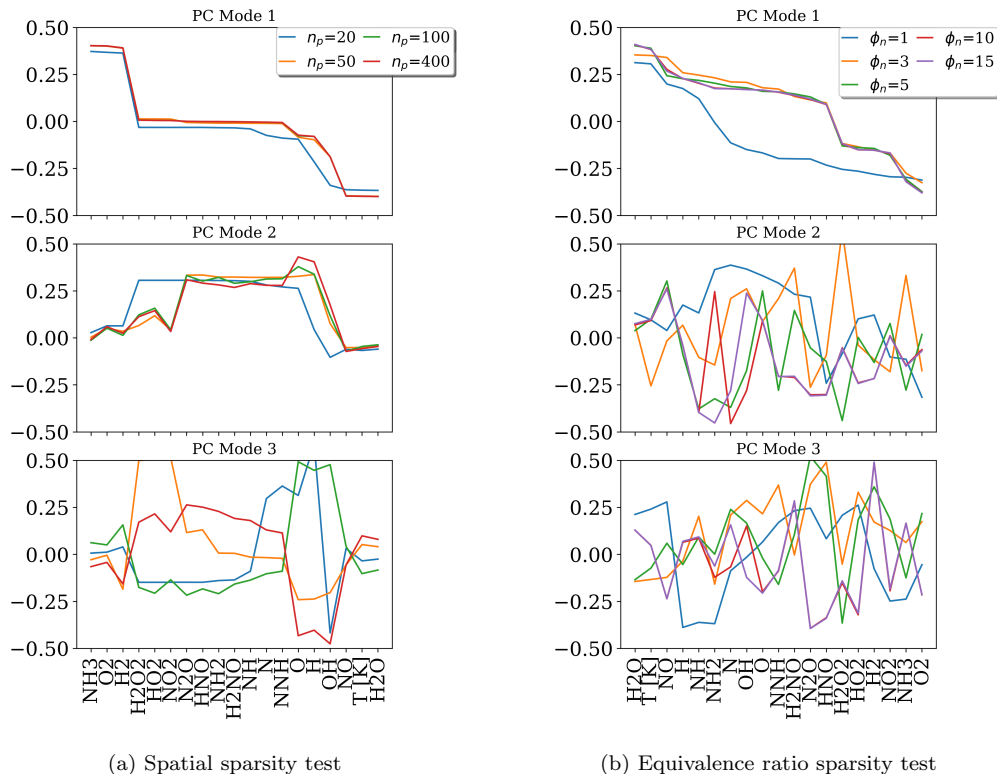 PC Mode 1
0.50
0.25
0.00
−0.25
−0.50
n_p=20
n_p=50
n_p=100
n_p=400
PC Mode 2
0.50
0.25
0.00
−0.25
−0.50
PC Mode 3
0.50
0.25
0.00
−0.25
−0.50
NH3
O2
H2
H2O2
HO2
NO2
N2O
HNO
NH2
H2NO
NH
N
NNH
O
H
OH
NO
T [K]
H2O
(a) Spatial sparsity test
PC Mode 1
0.50
0.25
0.00
−0.25
−0.50
ϕ_n=1
ϕ_n=3
ϕ_n=5
ϕ_n=10
ϕ_n=15
PC Mode 2
0.50
0.25
0.00
−0.25
−0.50
PC Mode 3
0.50
0.25
0.00
−0.25
−0.50
H2O
T [K]
NO
H
NH
NH2
N
OH
O
NNH
H2NO
N2O
HNO
H2O2
HO2
H2
NO2
NH3
O2
(b) Equivalence ratio sparsity test